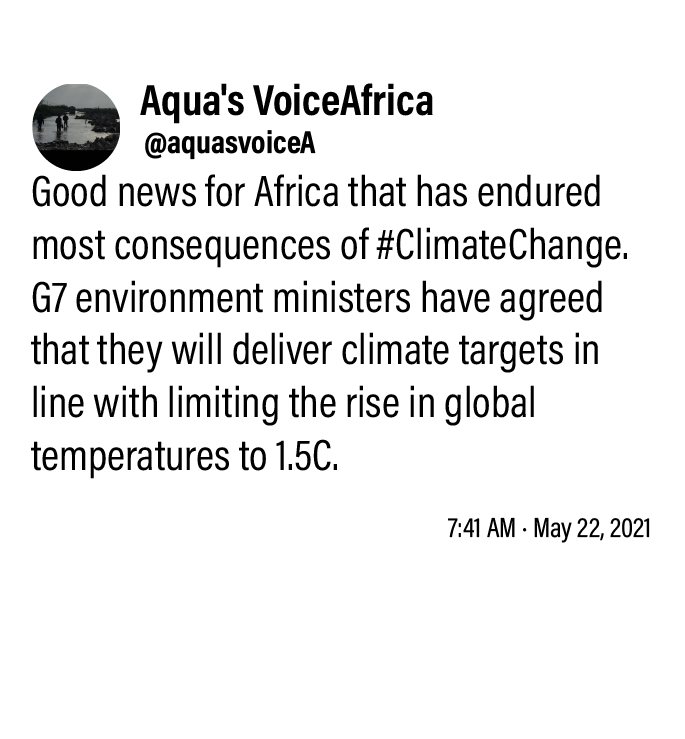 Aqua's VoiceAfrica
@aquasvoiceA
Good news for Africa that has endured
most consequences of #ClimateChange.
G7 environment ministers have agreed
that they will deliver climate targets in
line with limiting the rise in global
temperatures to 1.5C.
7:41 AM · May 22, 2021